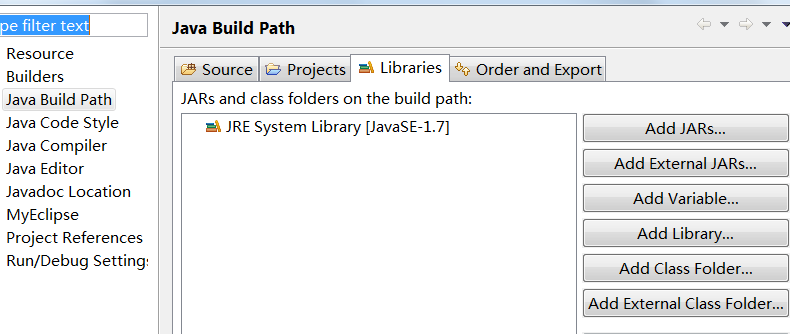 pe filter text
Resource
Builders
Java Build Path
Java Code Style
Java Compiler
Java Editor
Javadoc Location
MyEclipse
Project References
Run/Debug Settings
Java Build Path
Source
Projects
Libraries
Order and Export
JARs and class folders on the build path:
JRE System Library [JavaSE-1.7]
Add JARs...
Add External JARs...
Add Variable...
Add Library...
Add Class Folder...
Add External Class Folder...